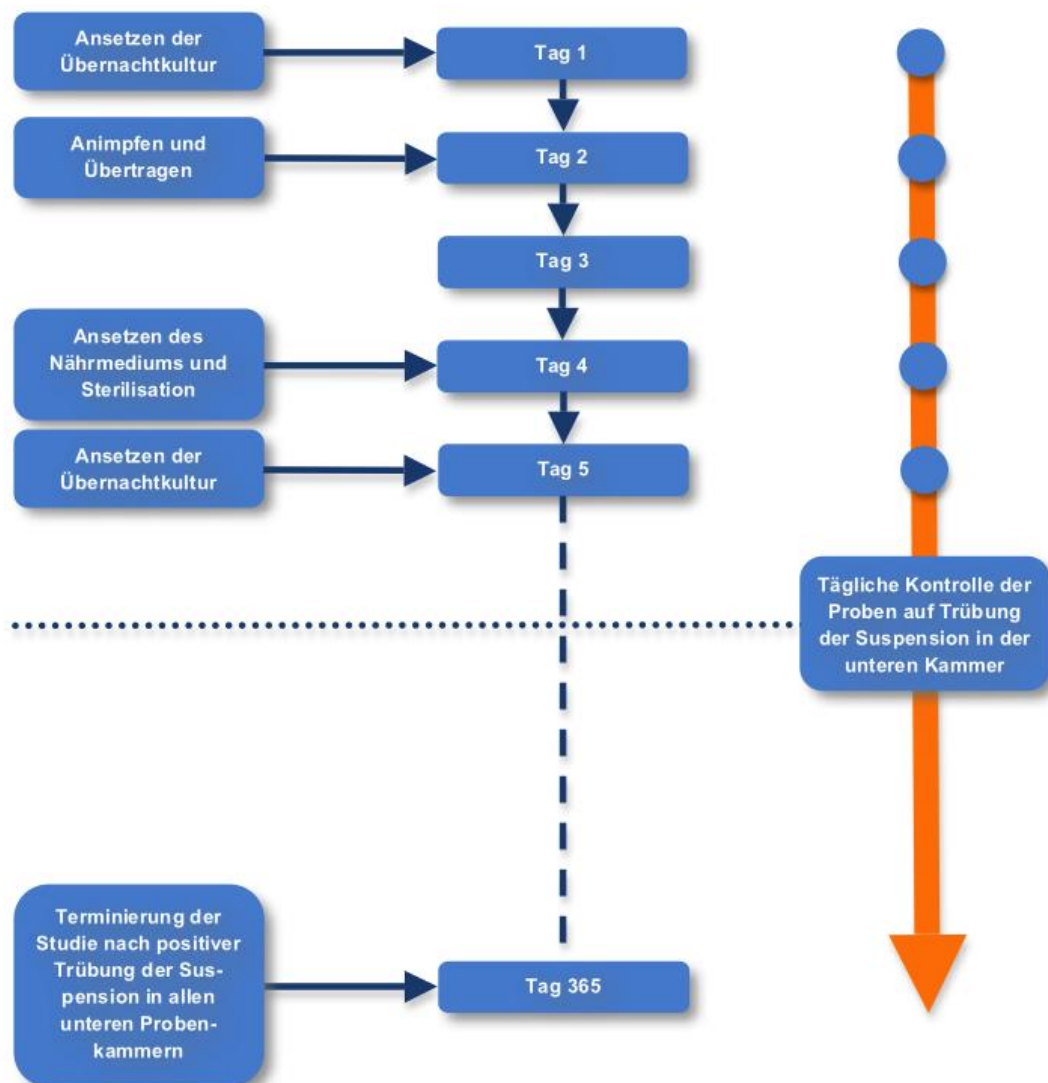 Ansetzen der
Übernachtkultur
Tag 1
Animpfen und
Übertragen
Tag 2
Tag 3
Ansetzen des
Nährmediums und
Sterilisation
Tag 4
Ansetzen der
Übernachtkultur
Tag 5
Tägliche Kontrolle der
Proben auf Trübung
der Suspension in der
unteren Kammer
Terminierung der
Studie nach positiver
Trübung der Sus-
pension in allen
unteren Proben-
kammern
Tag 365